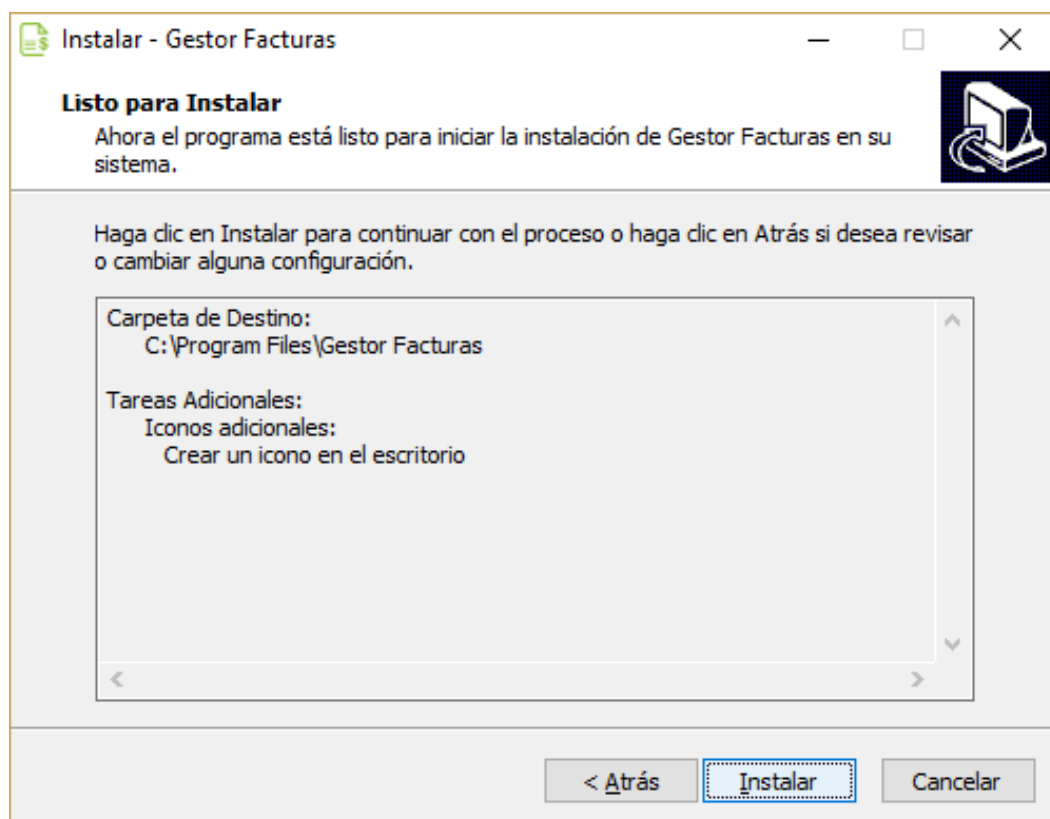 Instalar - Gestor Facturas
Listo para Instalar
Ahora el programa está listo para iniciar la instalación de Gestor Facturas en su
sistema.
Haga clic en Instalar para continuar con el proceso o haga clic en Atrás si desea revisar
o cambiar alguna configuración.
Carpeta de Destino:
C:\Program Files\Gestor Facturas
Tareas Adicionales:
Iconos adicionales:
Crear un icono en el escritorio
< Atrás
Instalar
Cancelar